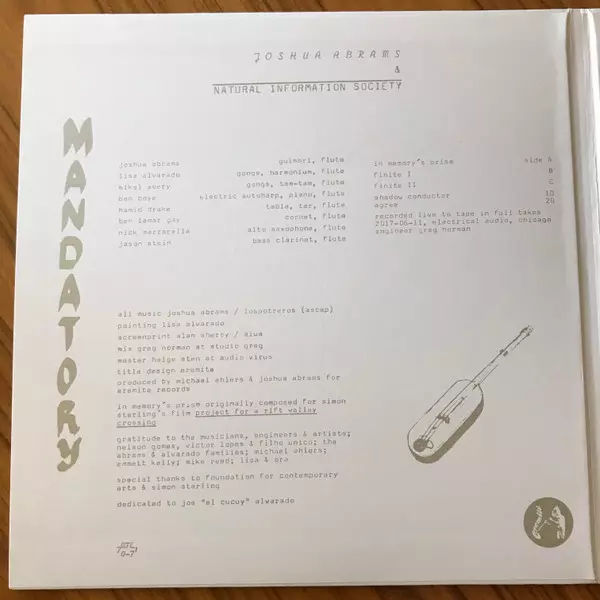 JOSHUA ABRAMS
&
NATURAL INFORMATION SOCIETY
MANDATORY
joshua abrams guimbri, flute
lisa alvarado gongs, harmonium, flute
mikel avery gongs, tam-tam, flute
ben boye electric autoharp, piano, flute
hamid drake tabla, tar, flute
ben lamar gay cornet, flute
nick mazzarella alto saxophone, flute
jason stein bass clarinet, flute
in memory's prism side A
finite I B
finite II C
shadow conductor 1D
agree 2D
recorded live to tape in full takes
2017-06-11, electrical audio, chicago
engineer greg norman
all music joshua abrams / luspotreros (ascap)
painting lisa alvarado
screenprint alan sherry / siwa
mix greg norman at studio greg
master helge sten at audio virus
title design eremite
produced by michael ehlers & joshua abrams for
eremite records
in memory's prism originally composed for simon
starling's film project for a rift valley
crossing
gratitude to the musicians, engineers & artists;
nelson gomes, victor lopes & filho unico; the
abrams & alvarado families; michael ehlers;
emmett kelly; mike reed; lisa & ora
special thanks to foundation for contemporary
arts & simon starling
dedicated to joe "el cucuy" alvarado